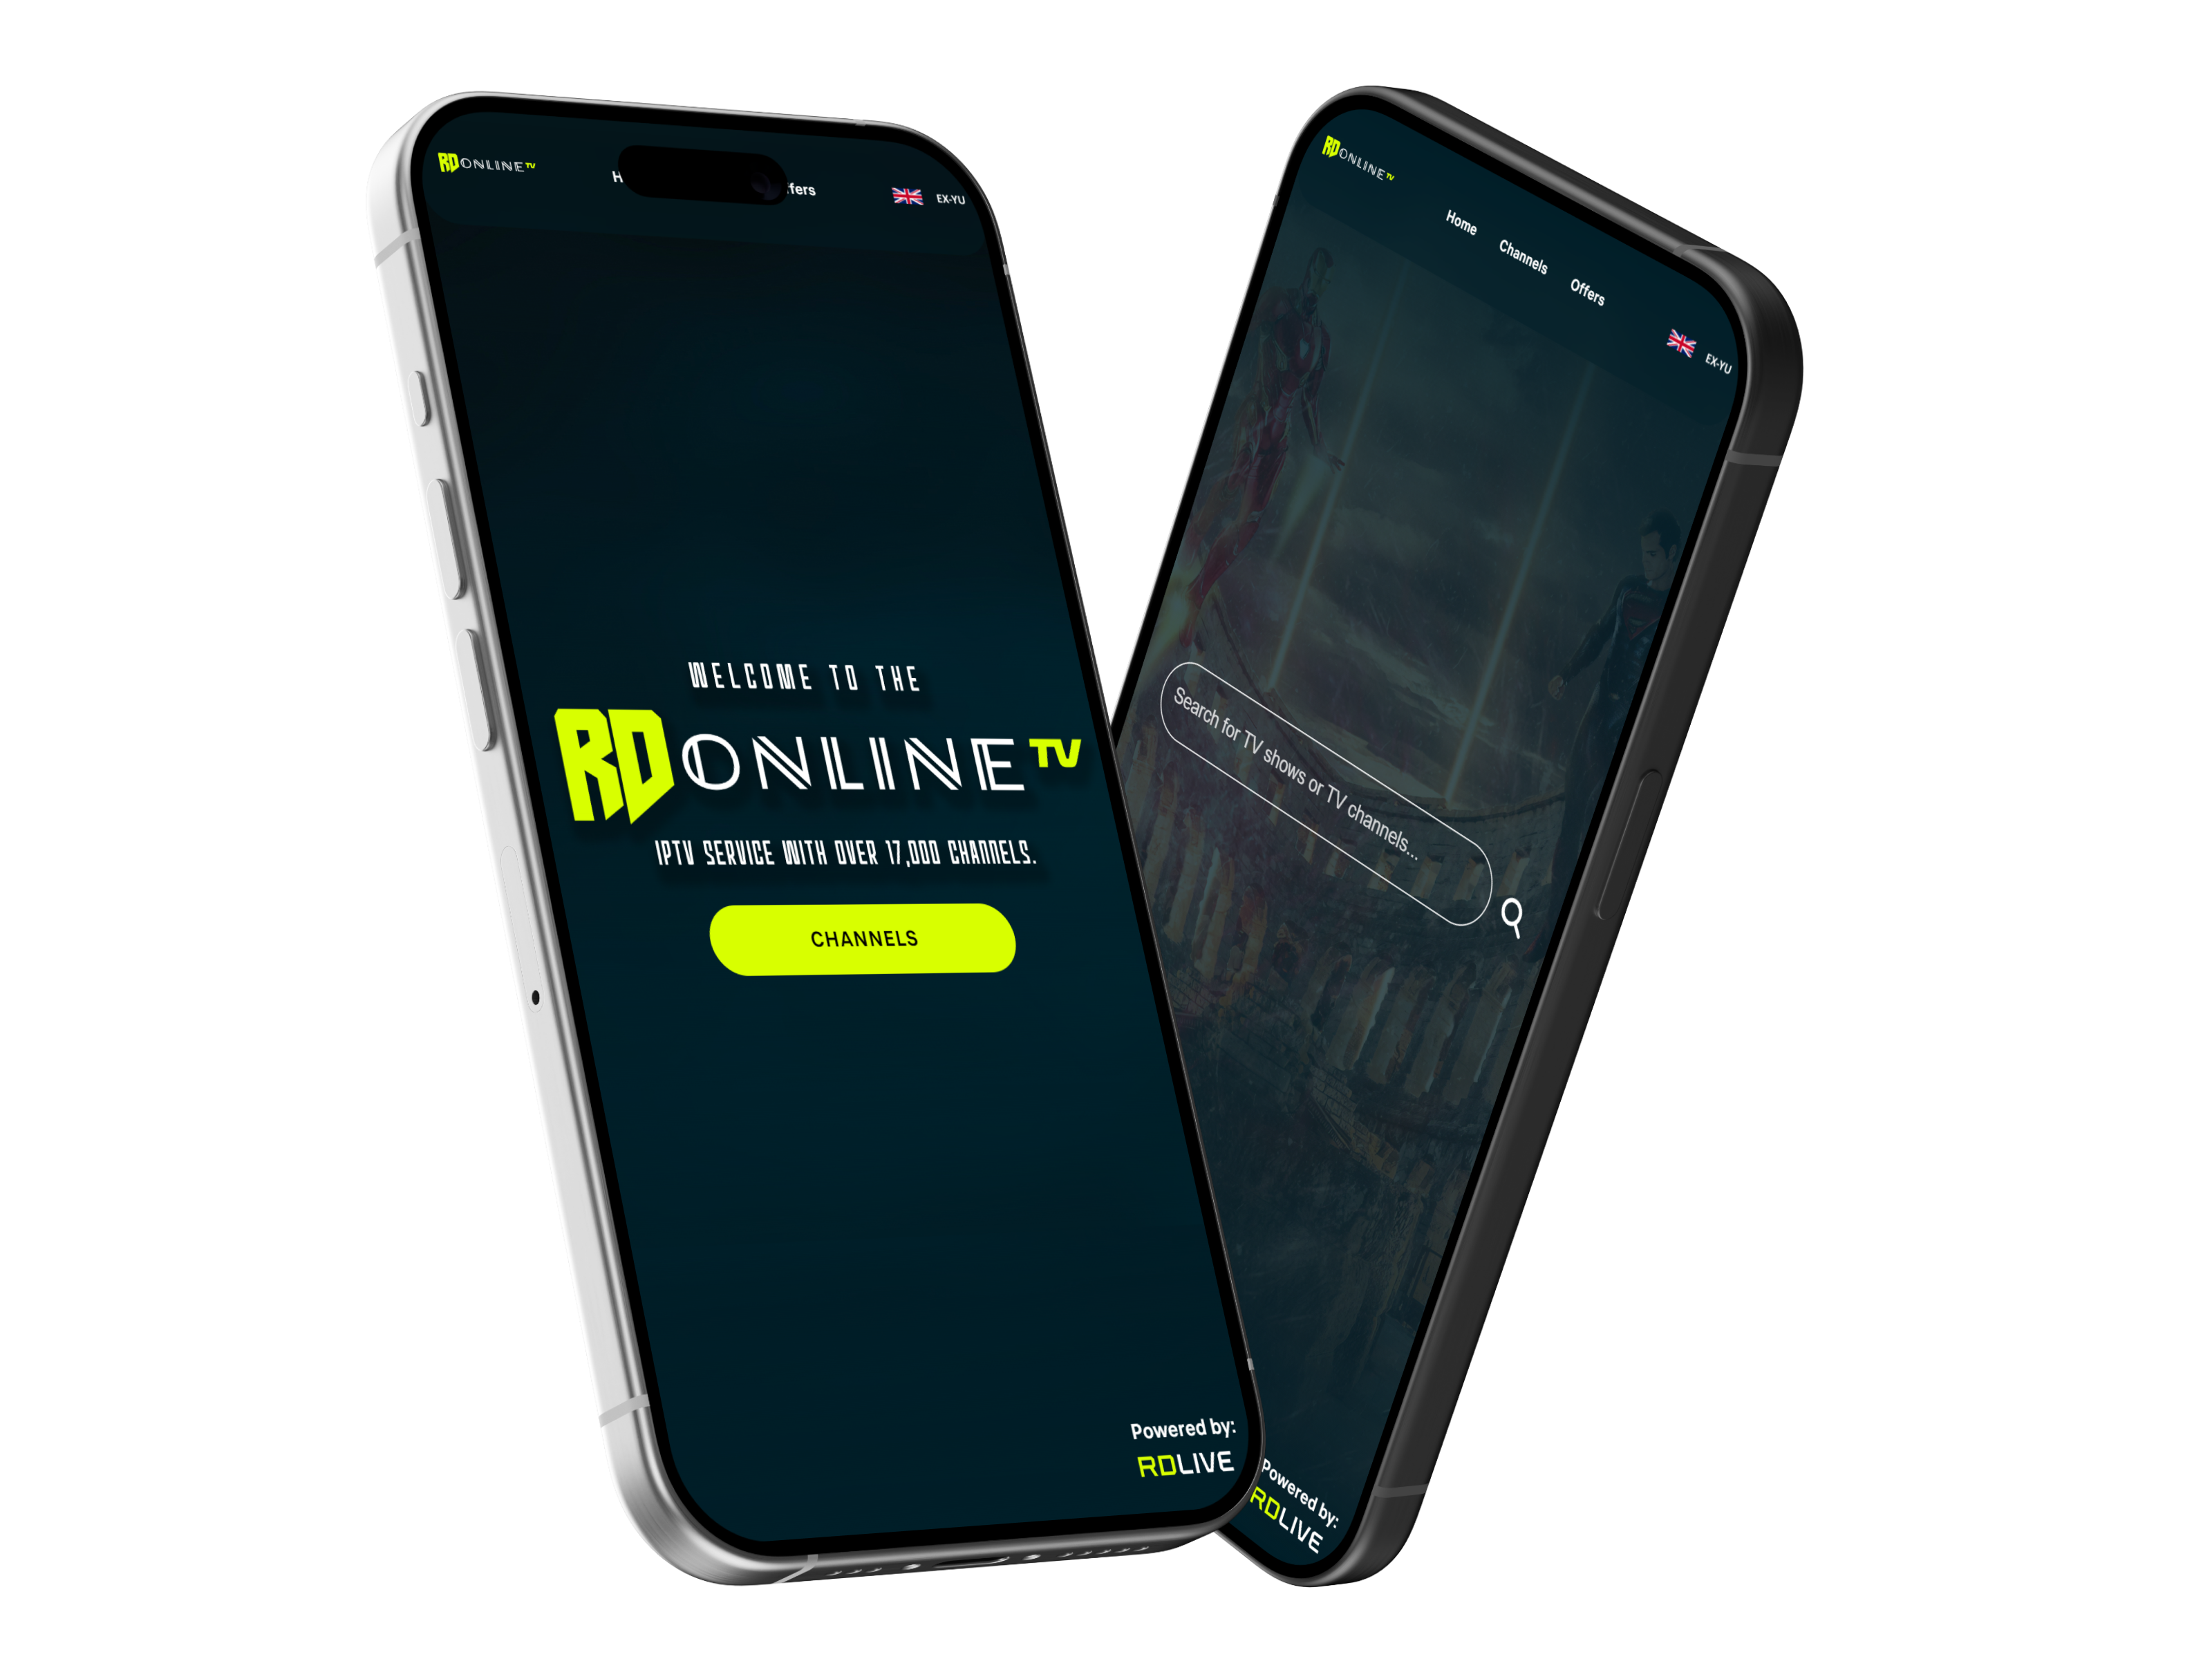 RD ONLINE TV
H
ffers
EX-YU
WELCOME TO THE
RD ONLINE TV
IPTV SERVICE WITH OVER 17,000 CHANNELS.
CHANNELS
Powered by:
RDLIVE
RD ONLINE TV
Home
Channels
Offers
EX-YU
Search for TV shows or TV channels...
Powered by:
RDLIVE